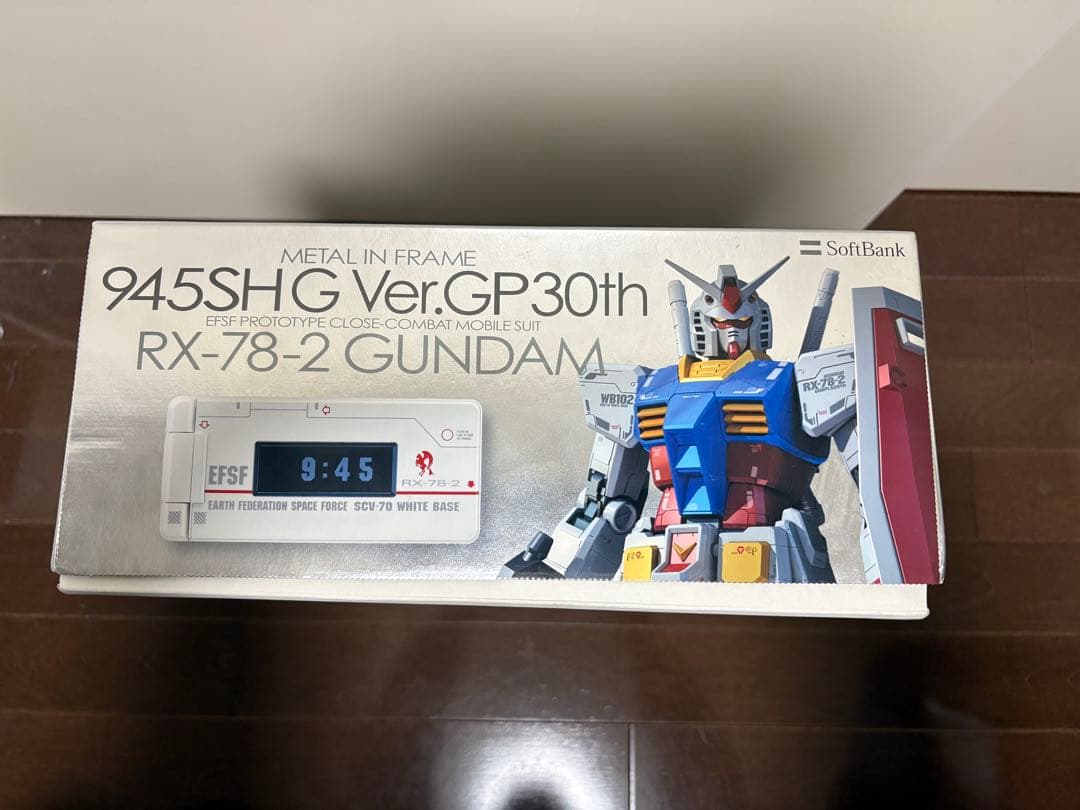 METAL IN FRAME
SoftBank
945SH G Ver.GP30th
EFSF PROTOTYPE CLOSE-COMBAT MOBILE SUIT
RX-78-2 GUNDAM
WB102
RX-78-2
EFSF
9:45
RX-78-2
EARTH FEDERATION SPACE FORCE SCV-70 WHITE BASE